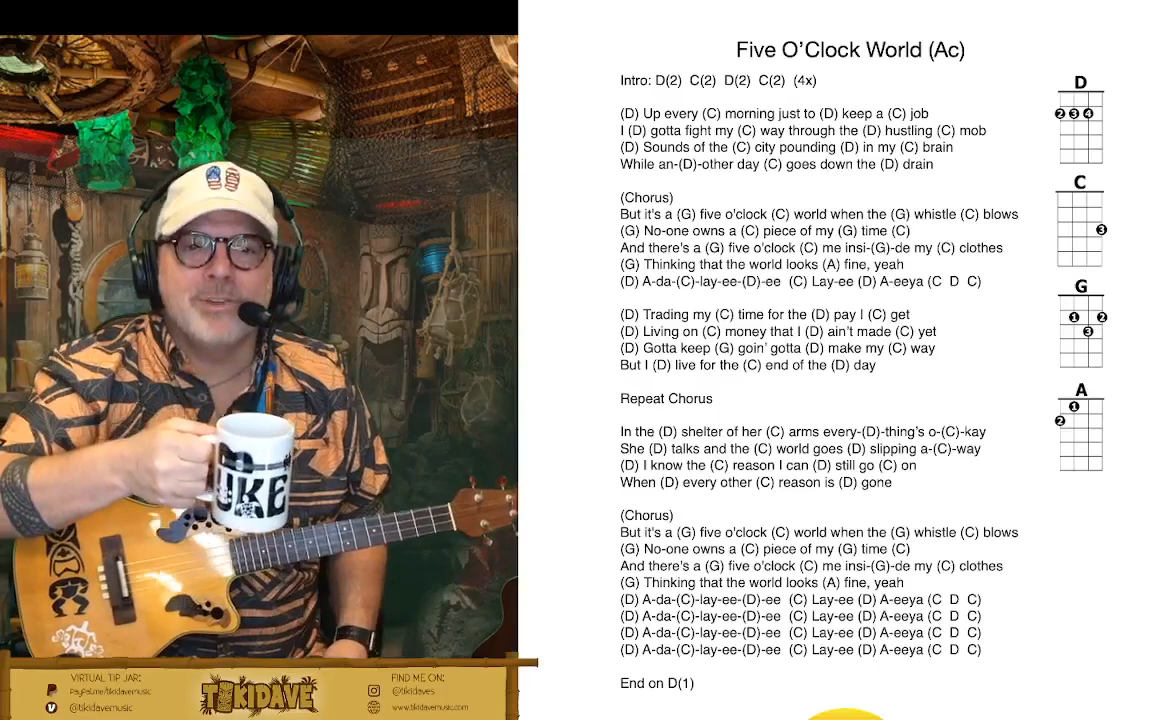 UKE
VIRTUAL TIP JAR:
PayPal.me/tikidavemusic
@tikidavemusic
TIKIDAVE
FIND ME ON:
@tikidaves
www.tikidavemusic.com
Five O'Clock World (Ac)
Intro: D(2) C(2) D(2) C(2) (4x)
(D) Up every (C) morning just to (D) keep a (C) job
I (D) gotta fight my (C) way through the (D) hustling (C) mob
(D) Sounds of the (C) city pounding (D) in my (C) brain
While an-(D)-other day (C) goes down the (D) drain
(Chorus)
But it's a (G) five o'clock (C) world when the (G) whistle (C) blows
(G) No-one owns a (C) piece of my (G) time (C)
And there's a (G) five o'clock (C) me insi-(G)-de my (C) clothes
(G) Thinking that the world looks (A) fine, yeah
(D) A-da-(C)-lay-ee-(D)-ee (C) Lay-ee (D) A-eeya (C D C)
(D) Trading my (C) time for the (D) pay I (C) get
(D) Living on (C) money that I (D) ain't made (C) yet
(D) Gotta keep (G) goin' gotta (D) make my (C) way
But I (D) live for the (C) end of the (D) day
Repeat Chorus
In the (D) shelter of her (C) arms every-(D)-thing's o-(C)-kay
She (D) talks and the (C) world goes (D) slipping a-(C)-way
(D) I know the (C) reason I can (D) still go (C) on
When (D) every other (C) reason is (D) gone
(Chorus)
But it's a (G) five o'clock (C) world when the (G) whistle (C) blows
(G) No-one owns a (C) piece of my (G) time (C)
And there's a (G) five o'clock (C) me insi-(G)-de my (C) clothes
(G) Thinking that the world looks (A) fine, yeah
(D) A-da-(C)-lay-ee-(D)-ee (C) Lay-ee (D) A-eeya (C D C)
(D) A-da-(C)-lay-ee-(D)-ee (C) Lay-ee (D) A-eeya (C D C)
(D) A-da-(C)-lay-ee-(D)-ee (C) Lay-ee (D) A-eeya (C D C)
(D) A-da-(C)-lay-ee-(D)-ee (C) Lay-ee (D) A-eeya (C D C)
End on D(1)
D
2 3 4
C
3
G
1 2
3
A
1
2